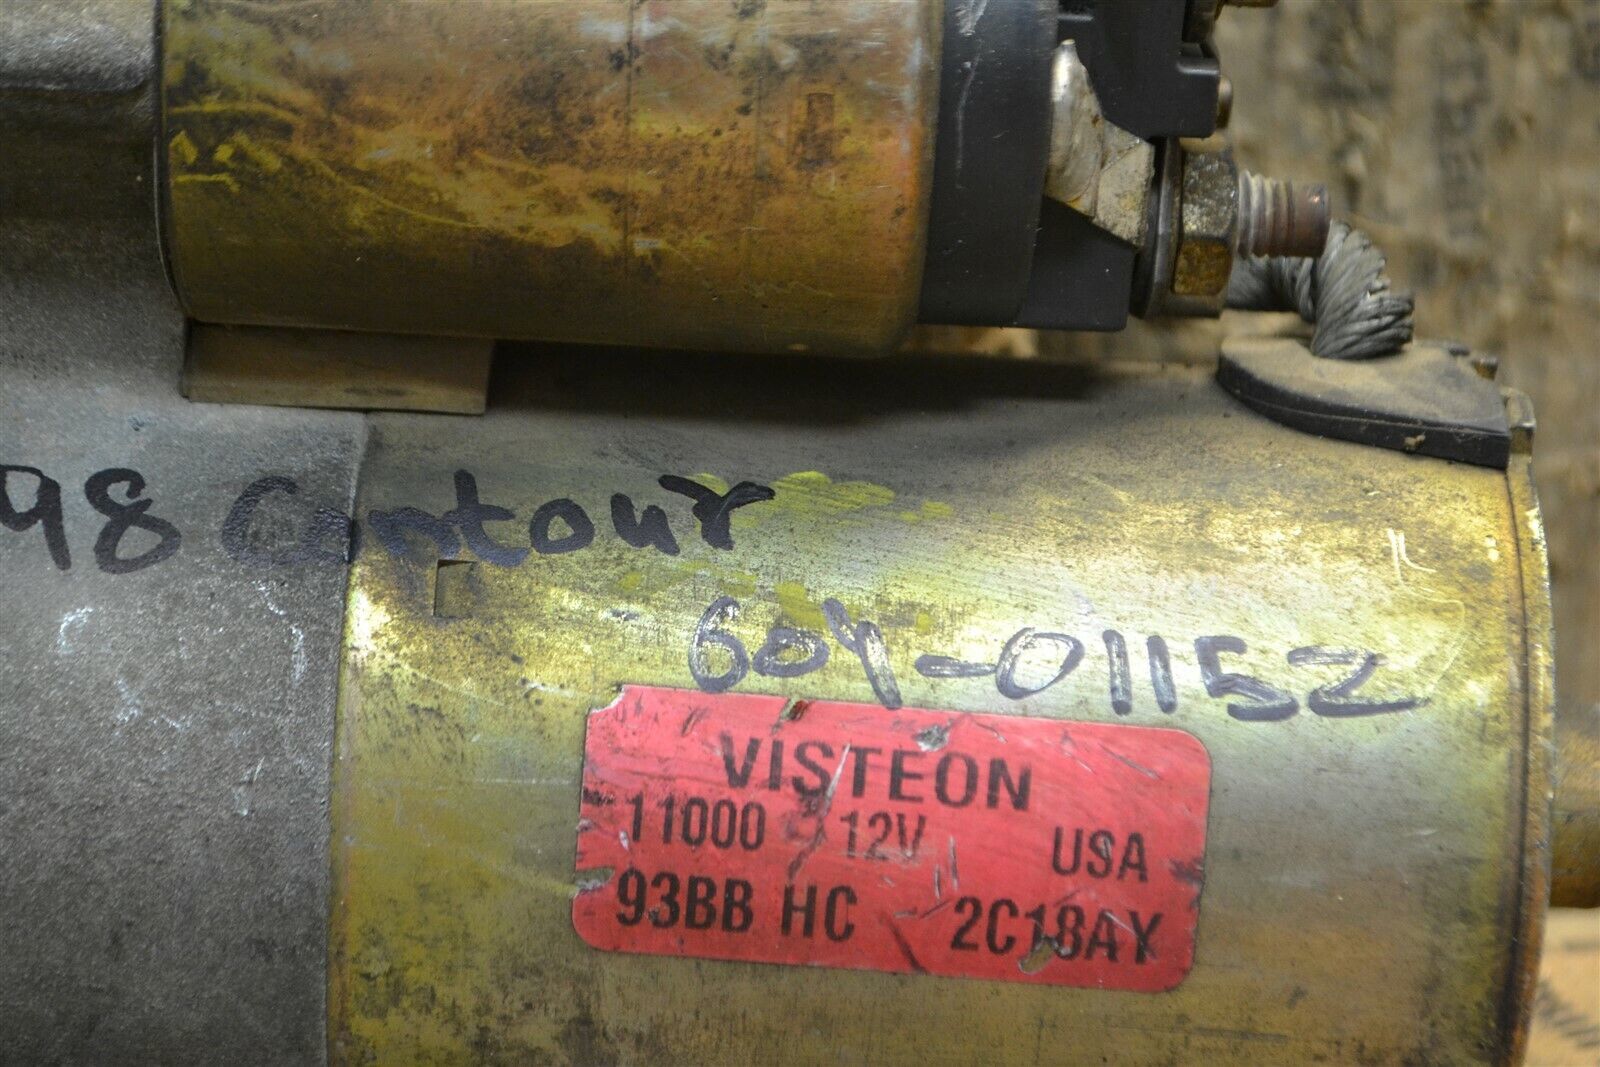 98 Contour
604-01152
VISTEON
11000 12V USA
93BB HC 2C18AY